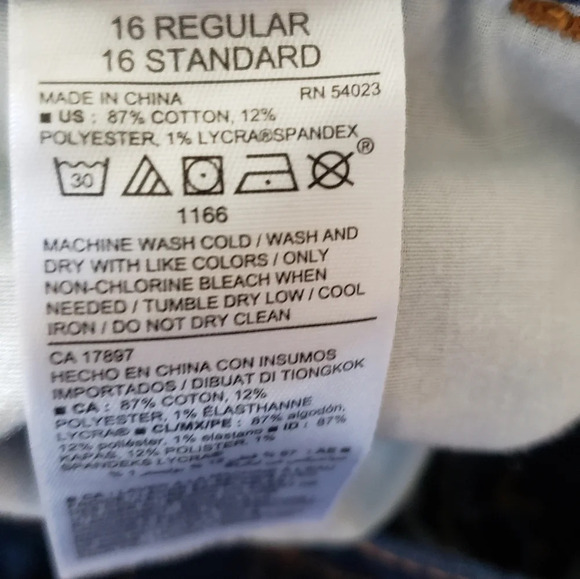 16 REGULAR
16 STANDARD
MADE IN CHINA RN 54023
■ US : 87% COTTON, 12%
POLYESTER, 1% LYCRA®SPANDEX
30 ®
1166
MACHINE WASH COLD / WASH AND
DRY WITH LIKE COLORS / ONLY
NON-CHLORINE BLEACH WHEN
NEEDED / TUMBLE DRY LOW / COOL
IRON / DO NOT DRY CLEAN
CA 17897
HECHO EN CHINA CON INSUMOS
IMPORTADOS / DIBUAT DI TIONGKOK
■ CA : 87% COTON, 12%
POLYESTER, 1% ÉLASTHANNE
LYCRA® ■ CL/MX/PE : 87% algodón,
12% poliéster, 1% elastano ■ ID : 87%
KAPAS, 12% POLISTER, 1%
SPANDEKS LYCRA®